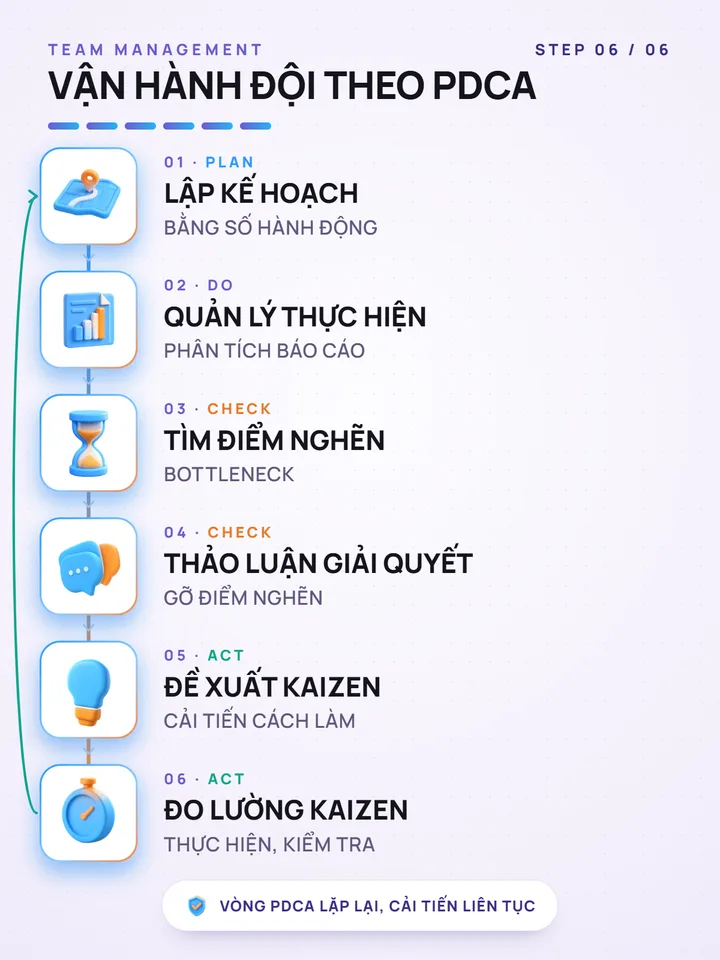 TEAM MANAGEMENT
STEP 06 / 06
VẬN HÀNH ĐỘI THEO PDCA
01 · PLAN
LẬP KẾ HOẠCH
BẰNG SỐ HÀNH ĐỘNG
02 · DO
QUẢN LÝ THỰC HIỆN
PHÂN TÍCH BÁO CÁO
03 · CHECK
TÌM ĐIỂM NGHẼN
BOTTLENECK
04 · CHECK
THẢO LUẬN GIẢI QUYẾT
GỠ ĐIỂM NGHẼN
05 · ACT
ĐỀ XUẤT KAIZEN
CẢI TIẾN CÁCH LÀM
06 · ACT
ĐO LƯỜNG KAIZEN
THỰC HIỆN, KIỂM TRA
VÒNG PDCA LẶP LẠI, CẢI TIẾN LIÊN TỤC